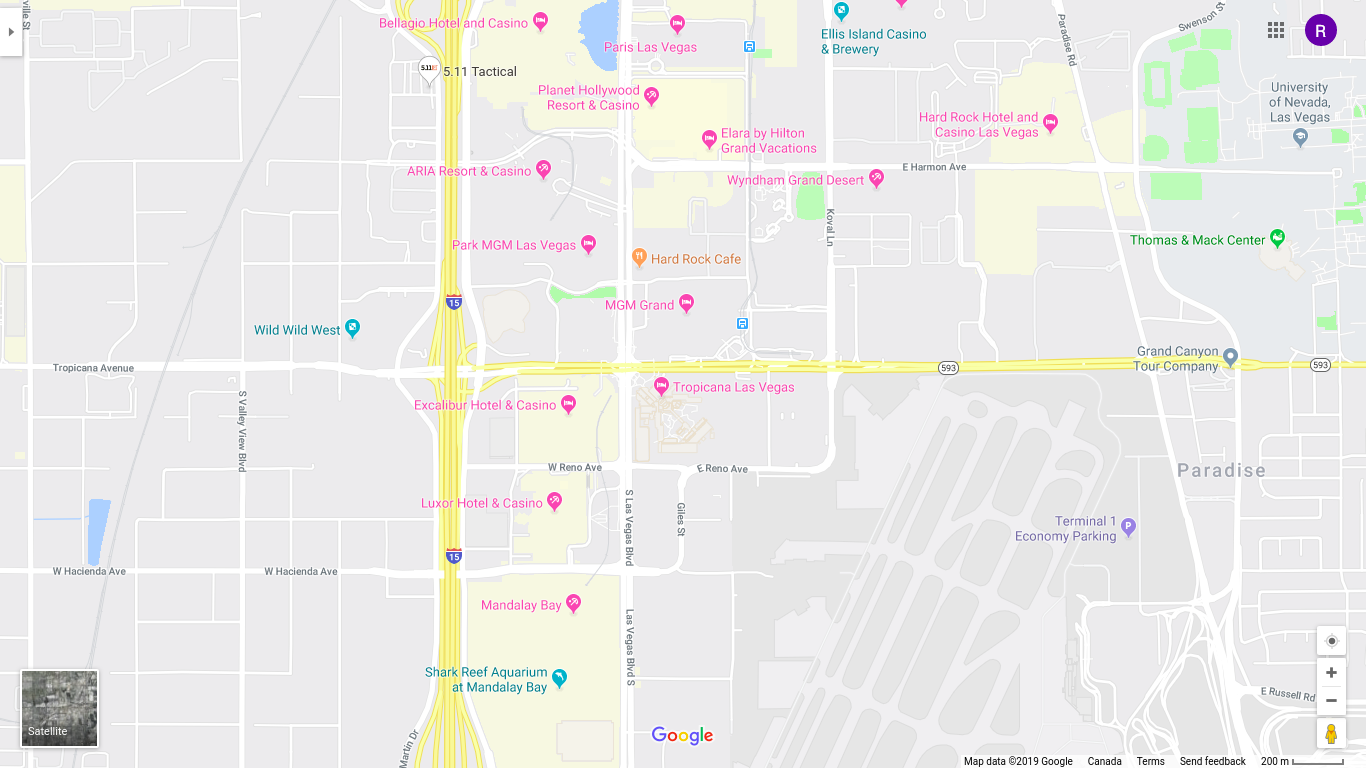 ville St
Bellagio Hotel and Casino
Paris Las Vegas
Ellis Island Casino
& Brewery
Paradise Rd
Swenson St
R
5.11
5.11 Tactical
Planet Hollywood
Resort & Casino
University
of Nevada,
Las Vegas
Hard Rock Hotel and
Casino Las Vegas
Elara by Hilton
Grand Vacations
ARIA Resort & Casino
E Harmon Ave
Wyndham Grand Desert
Koval Ln
Park MGM Las Vegas
Hard Rock Cafe
Thomas & Mack Center
15
MGM Grand
Wild Wild West
Tropicana Avenue
593
Grand Canyon
Tour Company
593
Tropicana Las Vegas
Excalibur Hotel & Casino
S Valley View Blvd
W Reno Ave
E Reno Ave
Paradise
Luxor Hotel & Casino
S Las Vegas Blvd
Giles St
Terminal 1
Economy Parking
P
15
W Hacienda Ave
W Hacienda Ave
Mandalay Bay
Las Vegas Blvd S
Shark Reef Aquarium
at Mandalay Bay
E Russell Rd
Satellite
Martin Dr
Google
Map data ©2019 Google
Canada
Terms
Send feedback
200 m